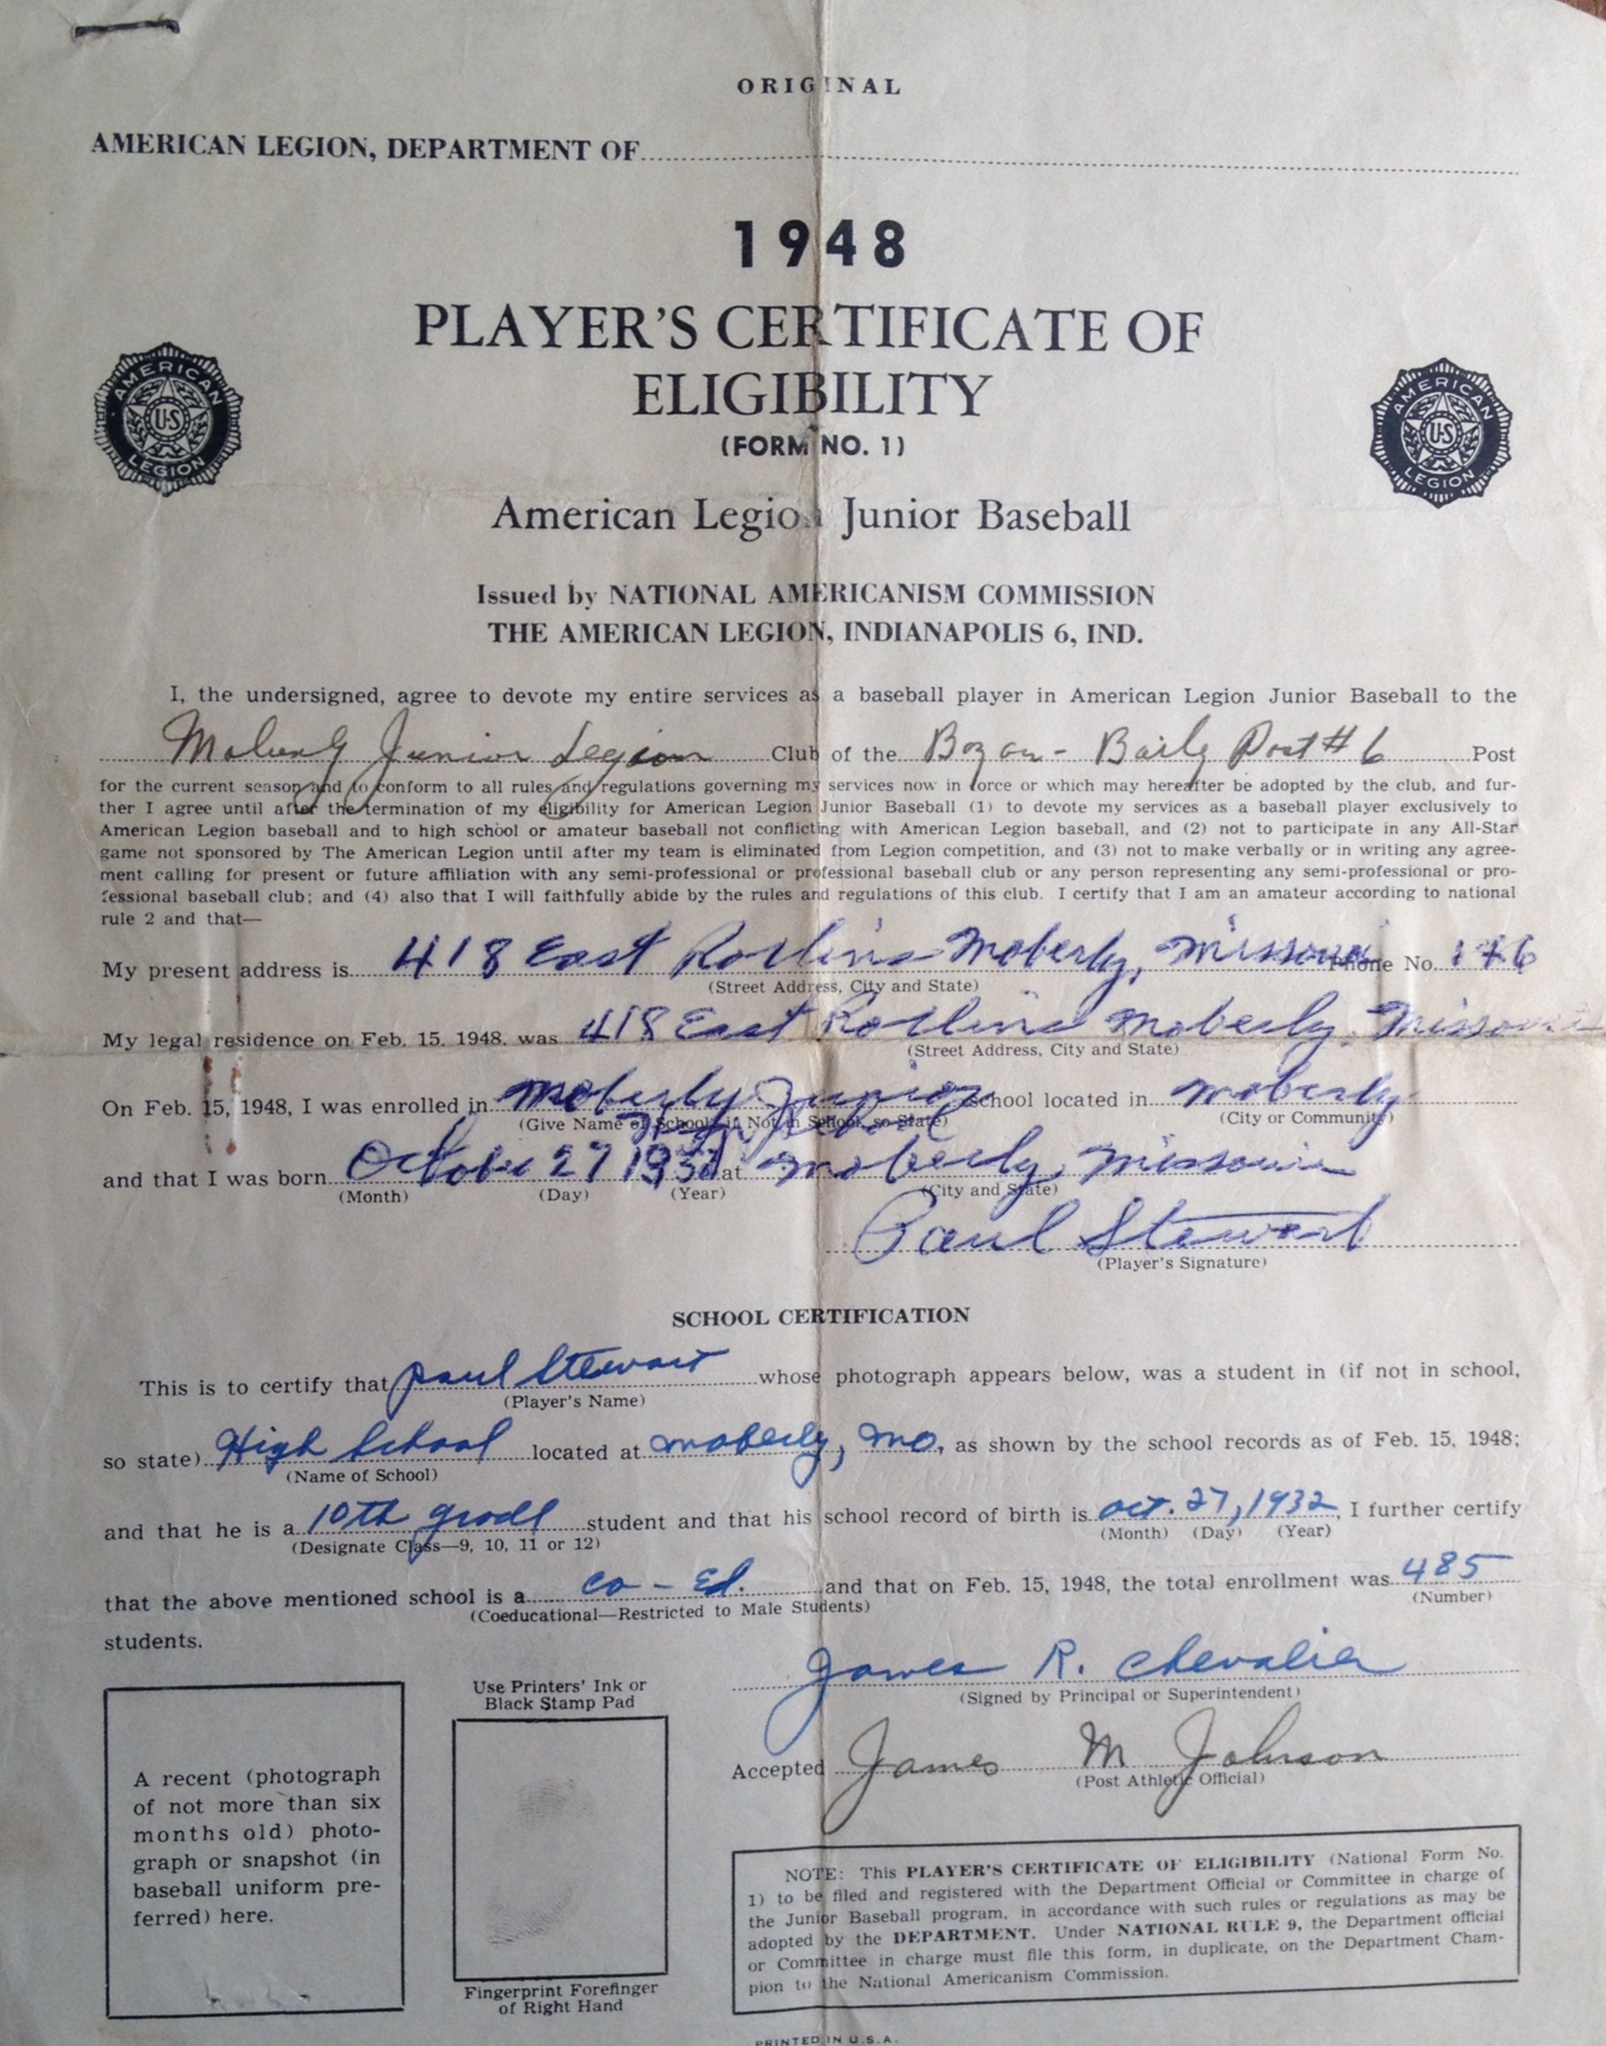 ORIGINAL
AMERICAN LEGION, DEPARTMENT OF
1948
PLAYER'S CERTIFICATE OF
ELIGIBILITY
(FORM NO. 1)
AMERICAN LEGION U·S
AMERICAN LEGION U·S
American Legion Junior Baseball
Issued by NATIONAL AMERICANISM COMMISSION
THE AMERICAN LEGION, INDIANAPOLIS 6, IND.
I, the undersigned, agree to devote my entire services as a baseball player in American Legion Junior Baseball to the
Moberly Junior Legion Club of the Bozan - Baily Post #6 Post
for the current season and to conform to all rules and regulations governing my services now in force or which may hereafter be adopted by the club, and fur-
ther I agree until after the termination of my eligibility for American Legion Junior Baseball (1) to devote my services as a baseball player exclusively to
American Legion baseball and to high school or amateur baseball not conflicting with American Legion baseball, and (2) not to participate in any All-Star
game not sponsored by The American Legion until after my team is eliminated from Legion competition, and (3) not to make verbally or in writing any agree-
ment calling for present or future affiliation with any semi-professional or professional baseball club or any person representing any semi-professional or pro-
fessional baseball club; and (4) also that I will faithfully abide by the rules and regulations of this club. I certify that I am an amateur according to national
rule 2 and that—
My present address is 418 East Rollins Moberly, Missouri Phone No.
(Street Address, City and State)
My legal residence on Feb. 15, 1948, was 418 East Rollins Moberly, Missouri
(Street Address, City and State)
On Feb. 15, 1948, I was enrolled in Moberly Junior school located in Moberly
(Give Name of School; if Not in School, so State) (City or Community)
High School
and that I was born October 27 1932 at Moberly, Missouri
(Month) (Day) (Year) (City and State)
Paul Stewart
(Player's Signature)
SCHOOL CERTIFICATION
This is to certify that Paul Stewart whose photograph appears below, was a student in (if not in school,
(Player's Name)
so state) High School located at Moberly, Mo, as shown by the school records as of Feb. 15, 1948;
(Name of School)
and that he is a 10th grade student and that his school record of birth is Oct. 27, 1932, I further certify
(Designate Class—9, 10, 11 or 12) (Month) (Day) (Year)
that the above mentioned school is a Co-Ed. and that on Feb. 15, 1948, the total enrollment was 485
(Coeducational—Restricted to Male Students) (Number)
students.
James R. Chevalier
(Signed by Principal or Superintendent)
Accepted James M Johnson
(Post Athletic Official)
A recent (photograph
of not more than six
months old) photo-
graph or snapshot (in
baseball uniform pre-
ferred) here.
Use Printers' Ink or
Black Stamp Pad
Fingerprint Forefinger
of Right Hand
NOTE: This PLAYER'S CERTIFICATE OF ELIGIBILITY (National Form No.
1) to be filed and registered with the Department Official or Committee in charge of
the Junior Baseball program, in accordance with such rules or regulations as may be
adopted by the DEPARTMENT. Under NATIONAL RULE 9, the Department official
or Committee in charge must file this form, in duplicate, on the Department Cham-
pion to the National Americanism Commission.
PRINTED IN U.S.A.